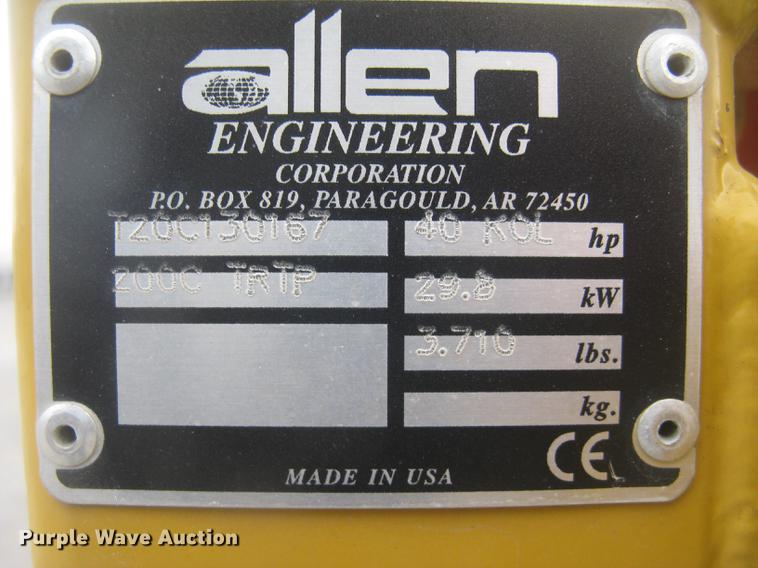 allen
ENGINEERING
CORPORATION
P.O. BOX 819, PARAGOULD, AR 72450
T20C130167 40 KOL hp
200C TRTP 29.8 kW
3.710 lbs.
kg.
CE
MADE IN USA
Purple Wave Auction